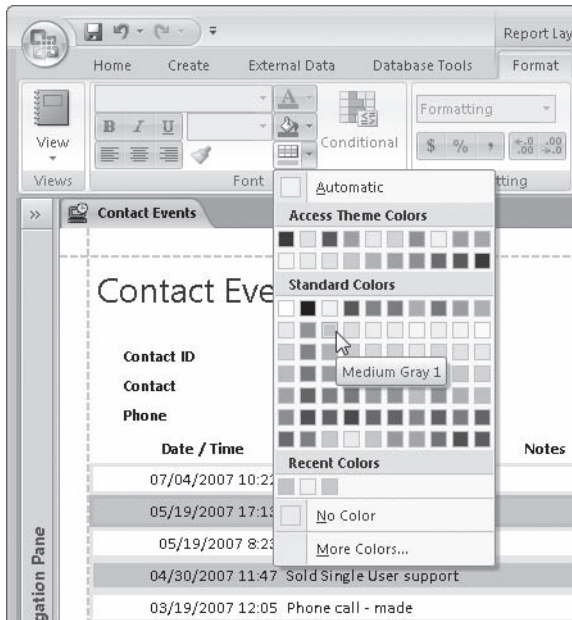 Report Lay
Home Create External Data Database Tools Format
View
B I U
Conditional
Formatting
$ % ,
Views Font tting
Automatic
Access Theme Colors
Standard Colors
Medium Gray 1
Recent Colors
No Color
More Colors...
Contact Events
Contact Eve
Contact ID
Contact
Phone
Date / Time Notes
07/04/2007 10:22
05/19/2007 17:13
05/19/2007 8:23
04/30/2007 11:47 Sold Single User support
03/19/2007 12:05 Phone call - made
gation Pane